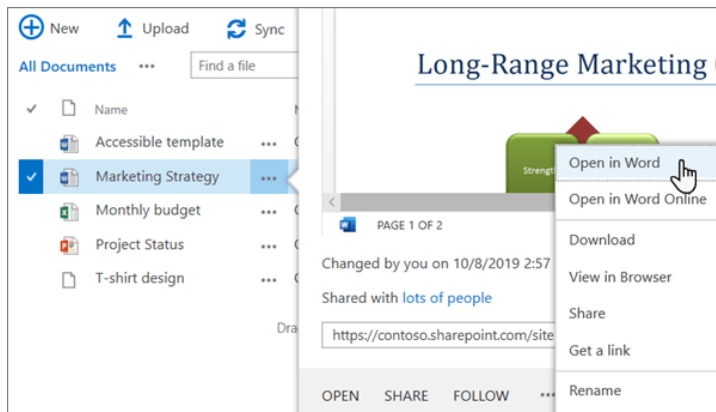 New Upload Sync
All Documents ...
Find a file
Name
Accessible template ...
Marketing Strategy ...
Monthly budget ...
Project Status ...
T-shirt design ...
Long-Range Marketing
PAGE 1 OF 2
Changed by you on 10/8/2019 2:57
Shared with lots of people
https://contoso.sharepoint.com/site
OPEN SHARE FOLLOW ...
Open in Word
Open in Word Online
Download
View in Browser
Share
Get a link
Rename